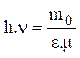 h.ν = m₀ / ε.μ